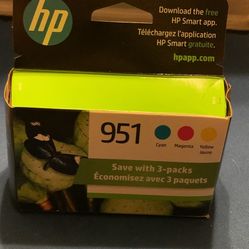 hp
Download the free
HP Smart app.
Téléchargez l'application
HP Smart gratuite.
hpapp.com
951
Cyan
Magenta
Yellow
Jaune
Save with 3-packs
Économisez avec 3 paquets